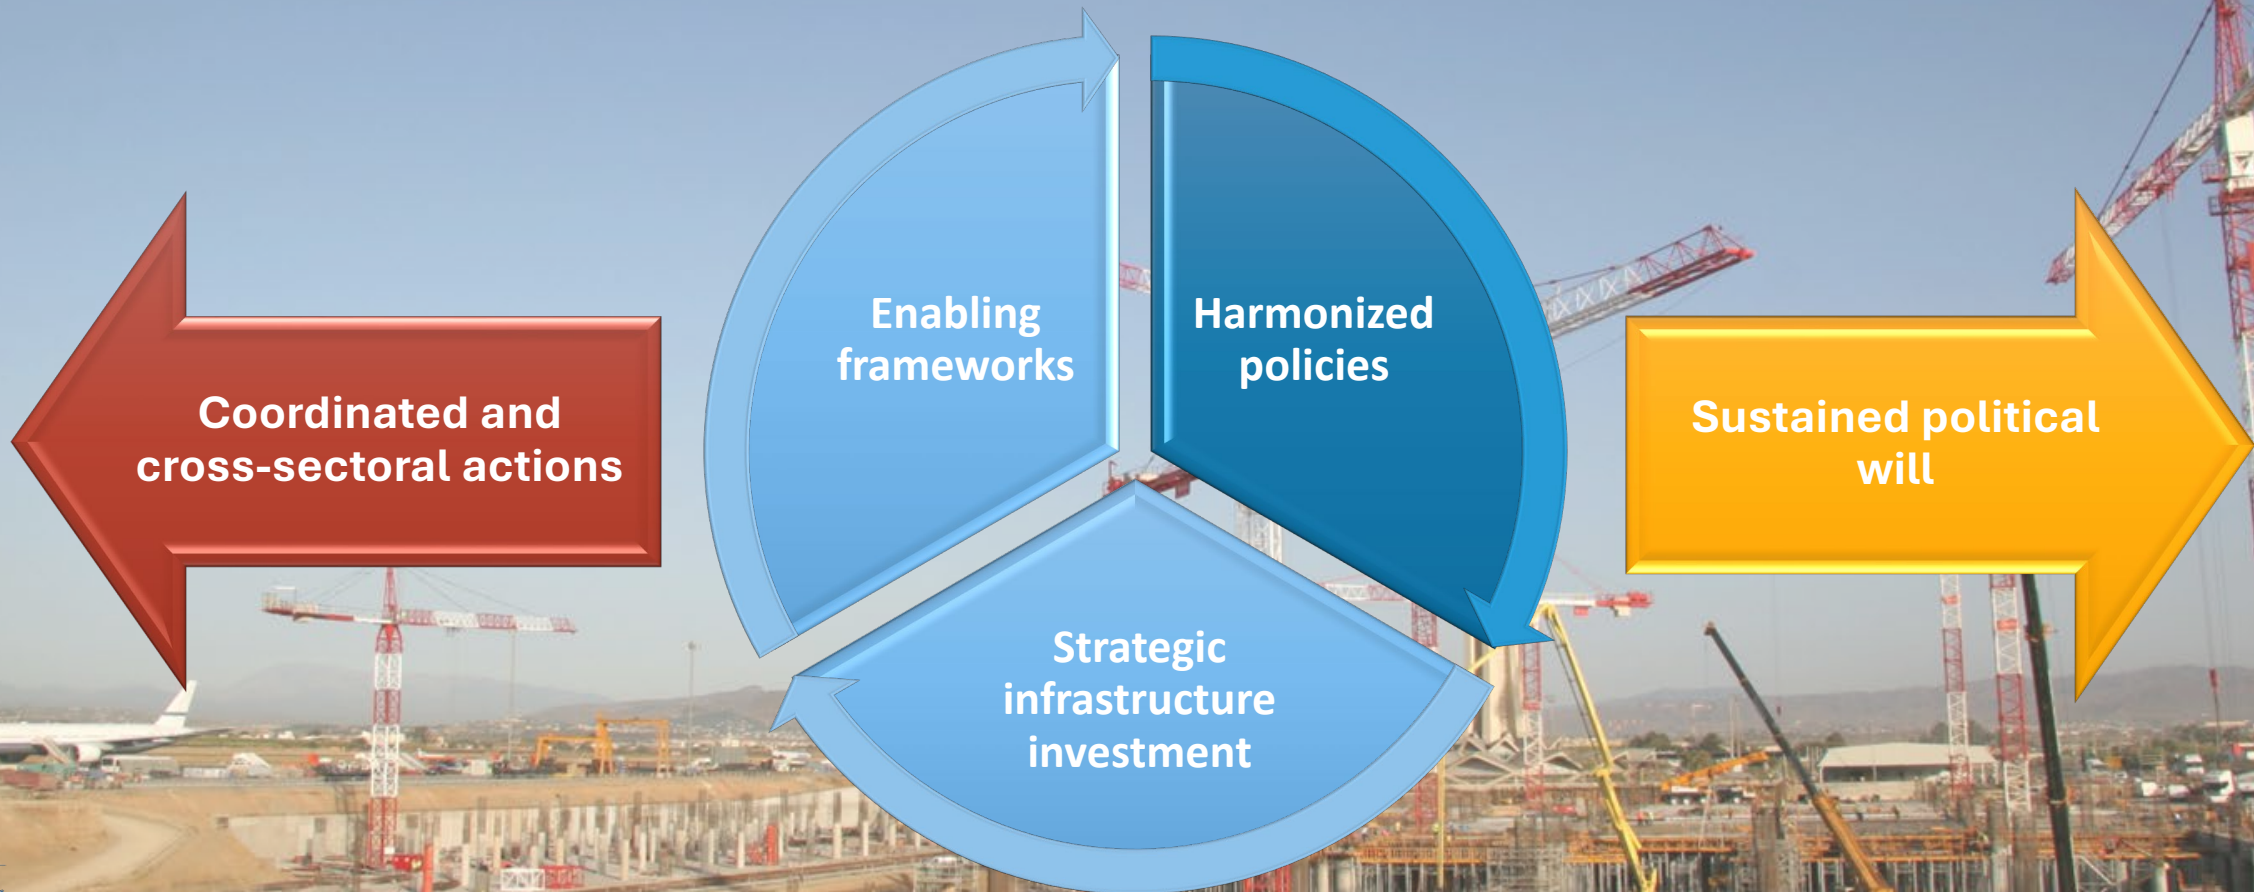 Enabling
frameworks
Harmonized
policies
Coordinated and
cross-sectoral actions
Sustained political
will
Strategic
infrastructure
investment